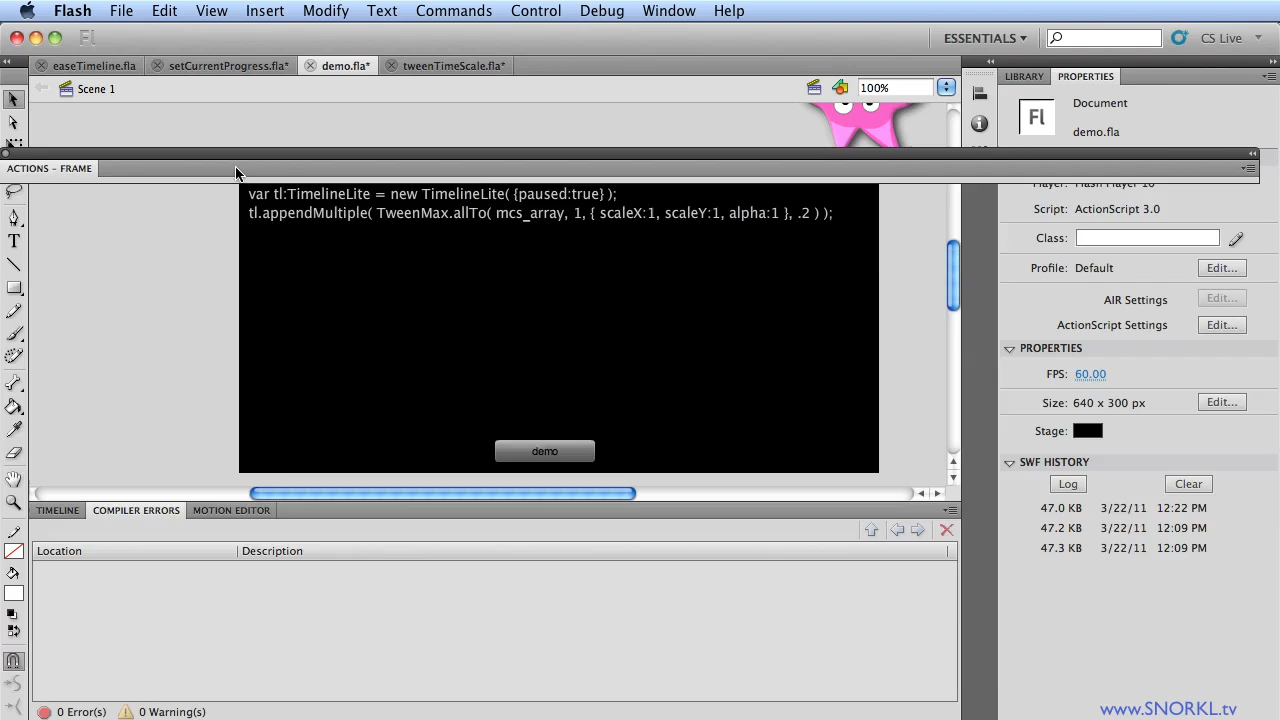 Flash File Edit View Insert Modify Text Commands Control Debug Window Help
Fl ESSENTIALS CS Live
easeTimeline.fla setCurrentProgress.fla* demo.fla* tweenTimeScale.fla* LIBRARY PROPERTIES
Scene 1 100%
Fl Document
demo.fla
ACTIONS - FRAME
Player: Flash Player 10
var tl:TimelineLite = new TimelineLite( {paused:true} );
tl.appendMultiple( TweenMax.allTo( mcs_array, 1, { scaleX:1, scaleY:1, alpha:1 }, .2 ) );
Script: ActionScript 3.0
Class:
Profile: Default Edit...
AIR Settings Edit...
ActionScript Settings Edit...
PROPERTIES
FPS: 60.00
Size: 640 x 300 px Edit...
Stage:
demo
SWF HISTORY
Log Clear
47.0 KB 3/22/11 12:22 PM
47.2 KB 3/22/11 12:09 PM
47.3 KB 3/22/11 12:09 PM
TIMELINE COMPILER ERRORS MOTION EDITOR
Location Description
0 Error(s) 0 Warning(s)
www.SNORKL.tv